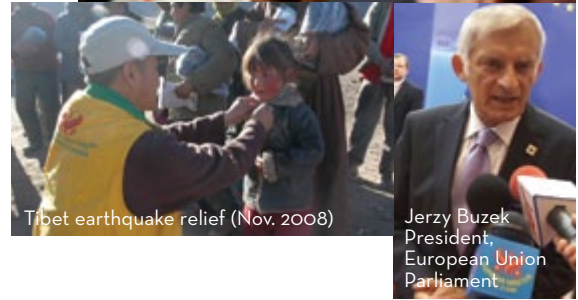 Tibet earthquake relief (Nov. 2008)
Jerzy Buzek
President,
European Union
Parliament